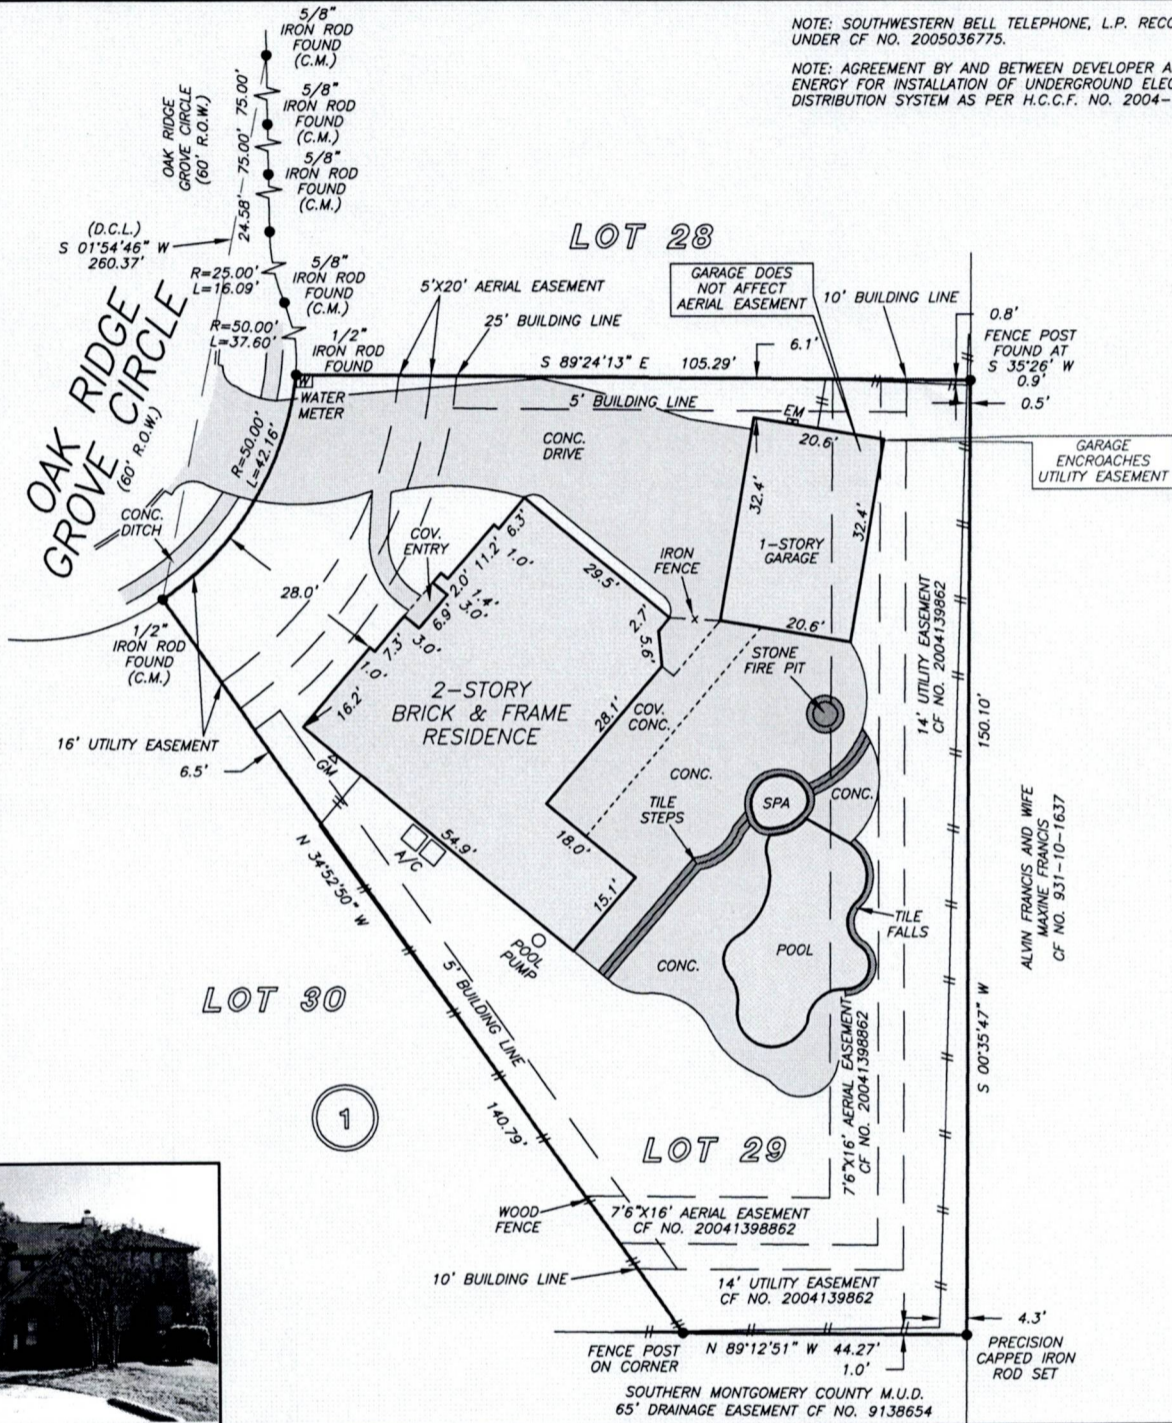 5/8"
IRON ROD
FOUND
(C.M.)
5/8"
IRON ROD
FOUND
(C.M.)
5/8"
IRON ROD
FOUND
(C.M.)
5/8"
IRON ROD
FOUND
(C.M.)
NOTE: SOUTHWESTERN BELL TELEPHONE, L.P.
UNDER CF NO. 2005036775.
NOTE: AGREEMENT BY AND BETWEEN DEVELOPER
ENERGY FOR INSTALLATION OF UNDERGROUND
DISTRIBUTION SYSTEM AS PER H.C.C.F. NO. 2004-
OAK RIDGE
GROVE CIRCLE
(60' R.O.W.)
24.58'
75.00'
75.00'
(D.C.L.)
S 01°54'46" W
260.37'
R=25.00'
L=16.09'
R=50.00'
L=37.60'
1/2"
IRON ROD
FOUND
WATER
METER
OAK RIDGE
GROVE CIRCLE
(60' R.O.W.)
R=50.00'
L=42.16'
CONC.
DITCH
1/2"
IRON ROD
FOUND
(C.M.)
LOT 28
GARAGE DOES
NOT AFFECT
AERIAL EASEMENT
5'X20' AERIAL EASEMENT
25' BUILDING LINE
10' BUILDING LINE
S 89°24'13" E 105.29'
6.1'
0.8'
FENCE POST
FOUND AT
S 35°26' W
0.9'
0.5'
5' BUILDING LINE
EM
20.6'
GARAGE
ENCROACHES
UTILITY EASEMENT
CONC.
DRIVE
32.4'
32.4'
1-STORY
GARAGE
20.6'
IRON
FENCE
x
COV.
ENTRY
28.0'
6.3'
1.0'
11.2'
2.0'
1.4'
3.0'
6.9'
3.0'
7.3'
1.0'
16.2'
29.5'
2.7'
5.6'
28.1'
2-STORY
BRICK & FRAME
RESIDENCE
COV.
CONC.
STONE
FIRE PIT
14' UTILITY EASEMENT
CF NO. 2004139862
150.10'
16' UTILITY EASEMENT
6.5'
GM
A/C
54.9'
18.0'
15.1'
CONC.
TILE
STEPS
SPA
CONC.
TILE
FALLS
POOL
CONC.
POOL
PUMP
N 34°52'50" W
140.79'
5' BUILDING LINE
ALVIN FRANCIS AND WIFE
MAXINE FRANCIS
CF NO. 931-10-1637
S 00°35'47" W
LOT 30
1
LOT 29
7'6"X16' AERIAL EASEMENT
CF NO. 20041398862
WOOD
FENCE
7'6"X16' AERIAL EASEMENT
CF NO. 20041398862
10' BUILDING LINE
14' UTILITY EASEMENT
CF NO. 2004139862
4.3'
FENCE POST
ON CORNER
N 89°12'51" W 44.27'
1.0'
PRECISION
CAPPED IRON
ROD SET
SOUTHERN MONTGOMERY COUNTY M.U.D.
65' DRAINAGE EASEMENT CF NO. 9138654